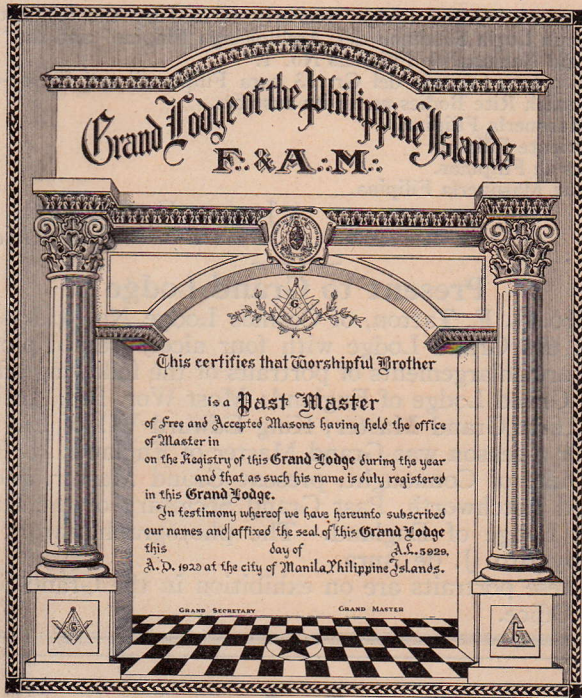 Grand Lodge of the Philippine Islands
F∴ & A∴M∴
G
This certifies that Worshipful Brother
is a Past Master
of Free and Accepted Masons having held the office
of Master in
on the Registry of this Grand Lodge during the year
and that as such his name is duly registered
in this Grand Lodge.
In testimony whereof we have hereunto subscribed
our names and affixed the seal of this Grand Lodge
this day of A.L. 5929,
A.D. 1929 at the city of Manila, Philippine Islands.
GRAND SECRETARY GRAND MASTER
G
G